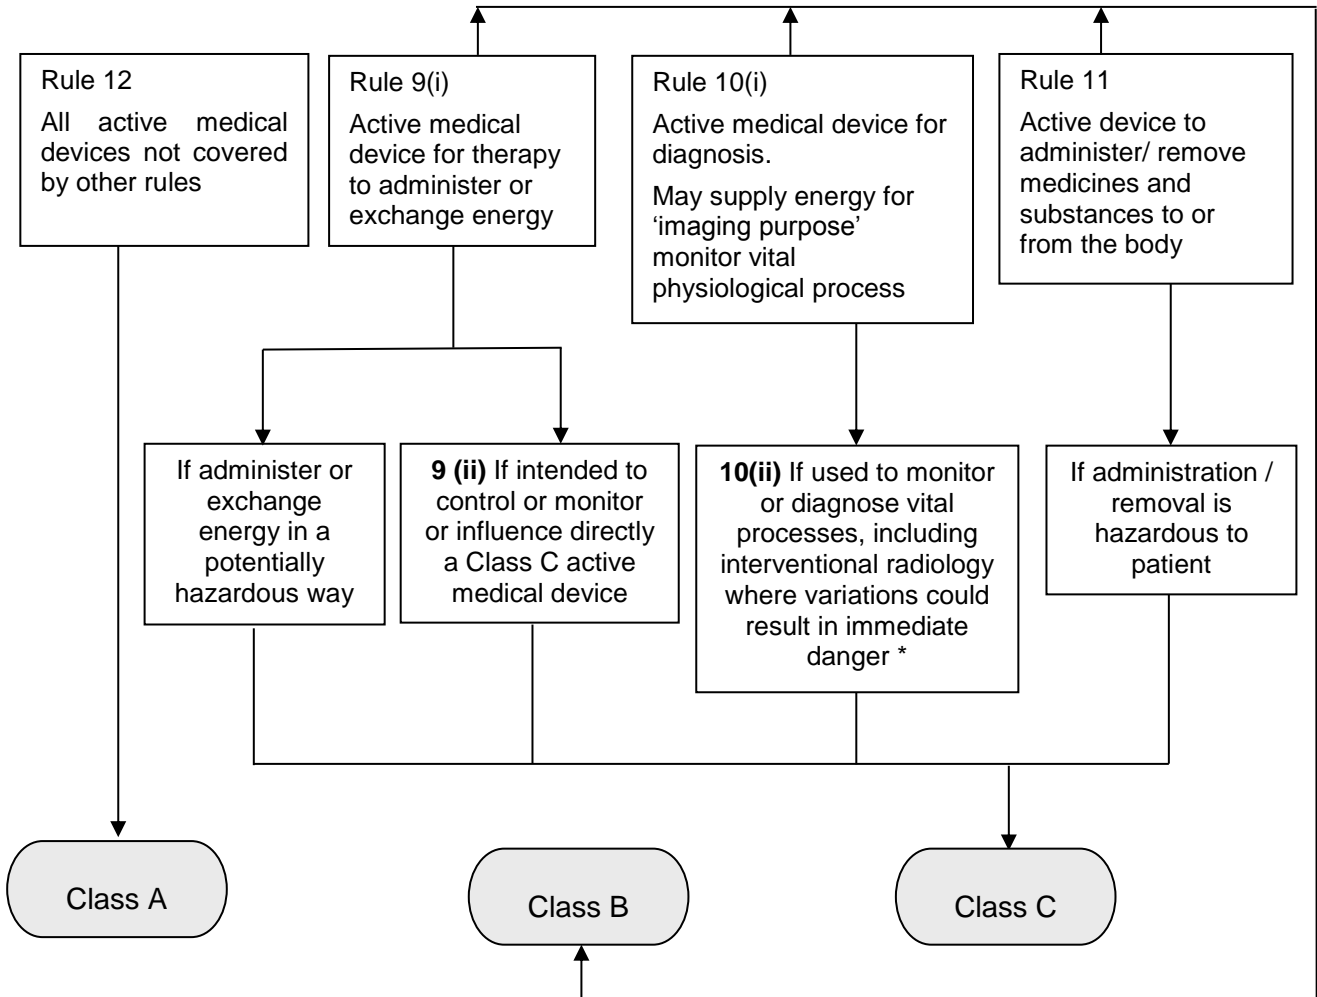 Rule 12
All active medical
devices not covered
by other rules
Rule 9(i)
Active medical
device for therapy
to administer or
exchange energy
Rule 10(i)
Active medical device for
diagnosis.
May supply energy for
‘imaging purpose’
monitor vital
physiological process
Rule 11
Active device to
administer/ remove
medicines and
substances to or
from the body
If administer or
exchange
energy in a
potentially
hazardous way
9 (ii) If intended to
control or monitor
or influence directly
a Class C active
medical device
10(ii) If used to monitor
or diagnose vital
processes, including
interventional radiology
where variations could
result in immediate
danger *
If administration /
removal is
hazardous to
patient
Class A
Class B
Class C